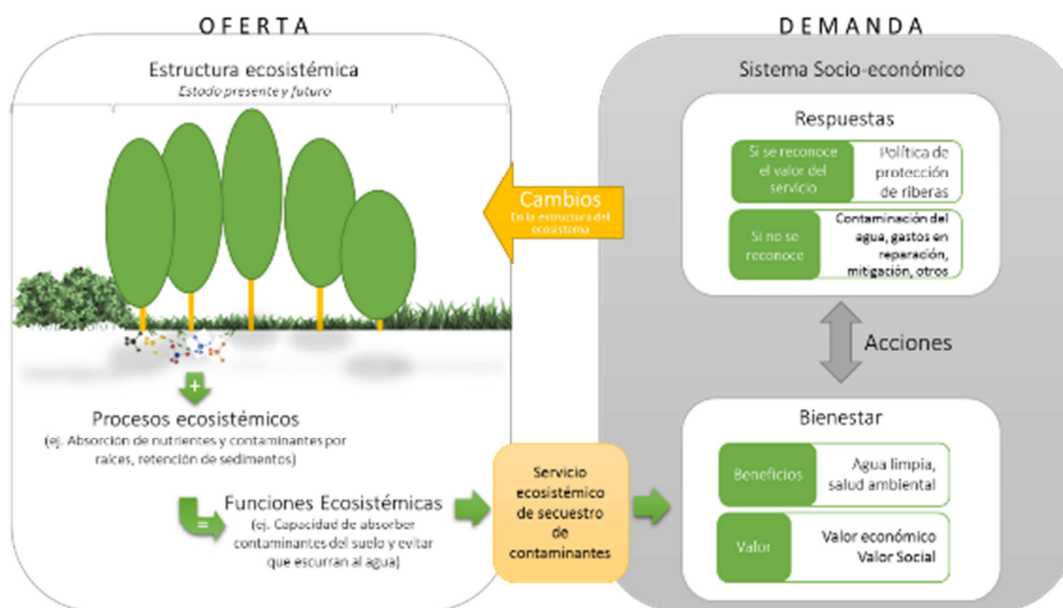 OFERTA
Estructura ecosistémica
Estado presente y futuro
+
Procesos ecosistémicos
(ej. Absorción de nutrientes y contaminantes por
raíces, retención de sedimentos)
=
Funciones Ecosistémicas
(ej. Capacidad de absorber
contaminantes del suelo y evitar
que escurran al agua)
Cambios
En la estructura del
ecosistema
Servicio
ecosistémico
de secuestro
de
contaminantes
DEMANDA
Sistema Socio-económico
Respuestas
Si se reconoce
el valor del
servicio
Política de
protección
de riberas
Si no se
reconoce
Contaminación del
agua, gastos en
reparación,
mitigación, otros
Acciones
Bienestar
Beneficios
Agua limpia,
salud ambiental
Valor
Valor económico
Valor Social